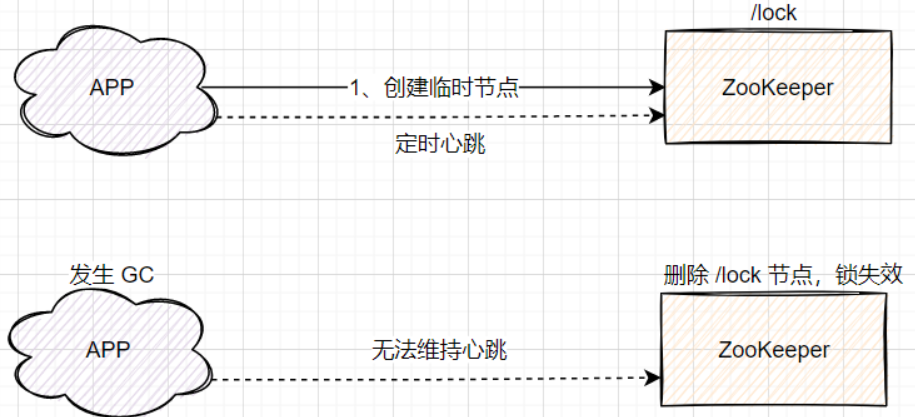 /lock
APP
1、创建临时节点
ZooKeeper
定时心跳
发生 GC
删除 /lock 节点，锁失效
APP
无法维持心跳
ZooKeeper